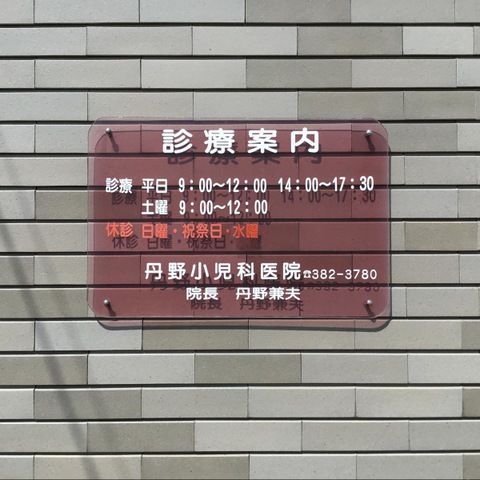 診療案内
診療 平日 9:00〜12:00 14:00〜17:30
土曜 9:00〜12:00
休診 日曜・祝祭日・水曜
丹野小児科医院☎382-3780
院長 丹野兼夫